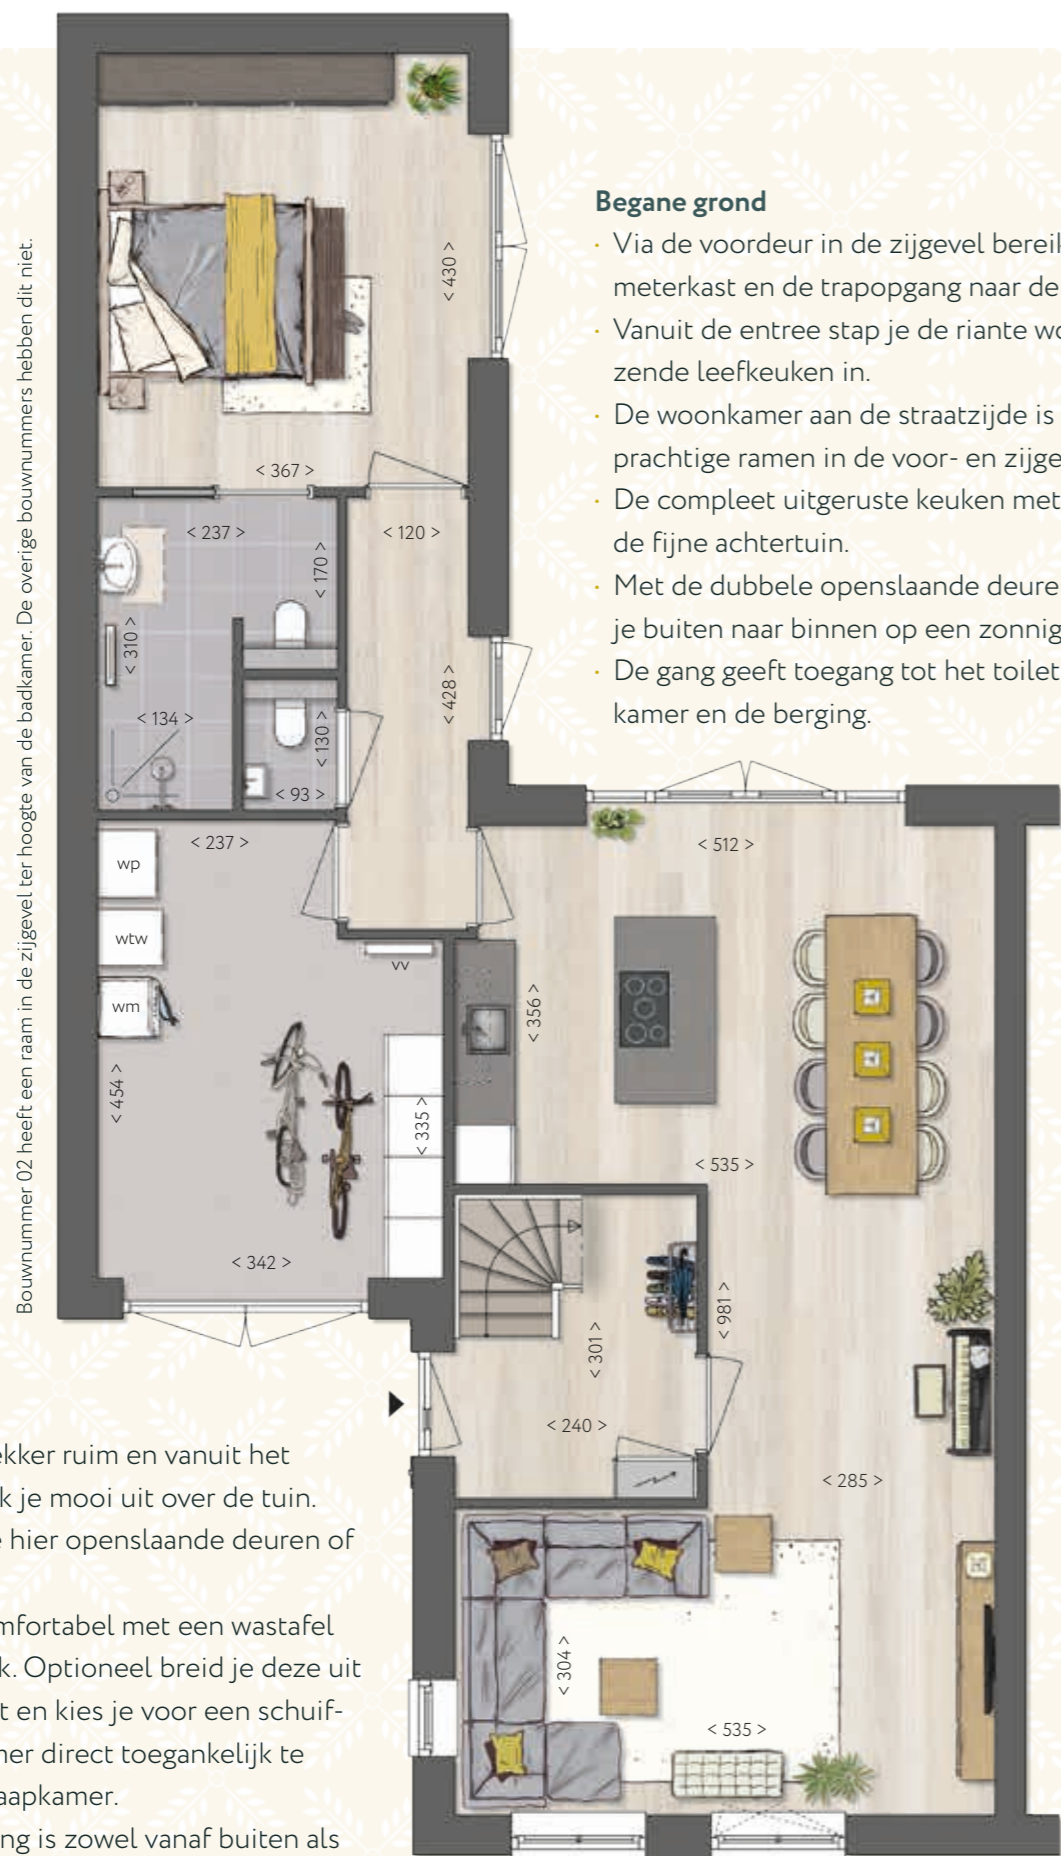 Begane grond
· Via de voordeur in de zijgevel bereik
meterkast en de trapopgang naar de
· Vanuit de entree stap je de riante wo
zende leefkeuken in.
· De woonkamer aan de straatzijde is
prachtige ramen in de voor- en zijge
· De compleet uitgeruste keuken met
de fijne achtertuin.
· Met de dubbele openslaande deure
je buiten naar binnen op een zonnig
· De gang geeft toegang tot het toilet
kamer en de berging.
Bouwnummer 02 heeft een raam in de zijgevel ter hoogte van de badkamer. De overige bouwnummers hebben dit niet.
< 430 >
< 367 >
< 237 >
< 170 >
< 120 >
< 310 >
< 428 >
< 134 >
< 130 >
< 93 >
< 237 >
< 512 >
wp
wtw
vv
wm
< 356 >
< 454 >
< 335 >
< 535 >
< 342 >
< 981 >
< 301 >
< 240 >
< 285 >
< 304 >
< 535 >
ekker ruim en vanuit het
k je mooi uit over de tuin.
e hier openslaande deuren of
mfortabel met een wastafel
k. Optioneel breid je deze uit
t en kies je voor een schuif-
mer direct toegankelijk te
aapkamer.
ng is zowel vanaf buiten als